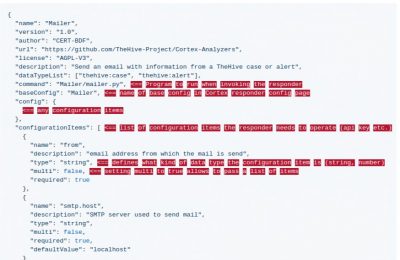 {
"name": "Mailer",
"version": "1.0",
"author": "CERT-BDF",
"url": "https://github.com/TheHive-Project/Cortex-Analyzers",
"license": "AGPL-V3",
"description": "Send an email with information from a TheHive case or alert",
"dataTypeList": ["thehive:case", "thehive:alert"],
"command": "Mailer/mailer.py", <== Program to run when invoking the responder
"baseConfig": "Mailer", <== name of base config in Cortex responder config page
"config": {
<== any configuration items
},
"configurationItems": [ <== list of configuration items the responder needs to operate (api key etc.)
{
"name": "from",
"description": "email address from which the mail is send",
"type": "string", <== defines what kind of data type the configuration item is (string, number)
"multi": false, <== setting multi to true allows to pass a list of items
"required": true
},
{
"name": "smtp.host",
"description": "SMTP server used to send mail",
"type": "string",
"multi": false,
"required": true,
"defaultValue": "localhost"